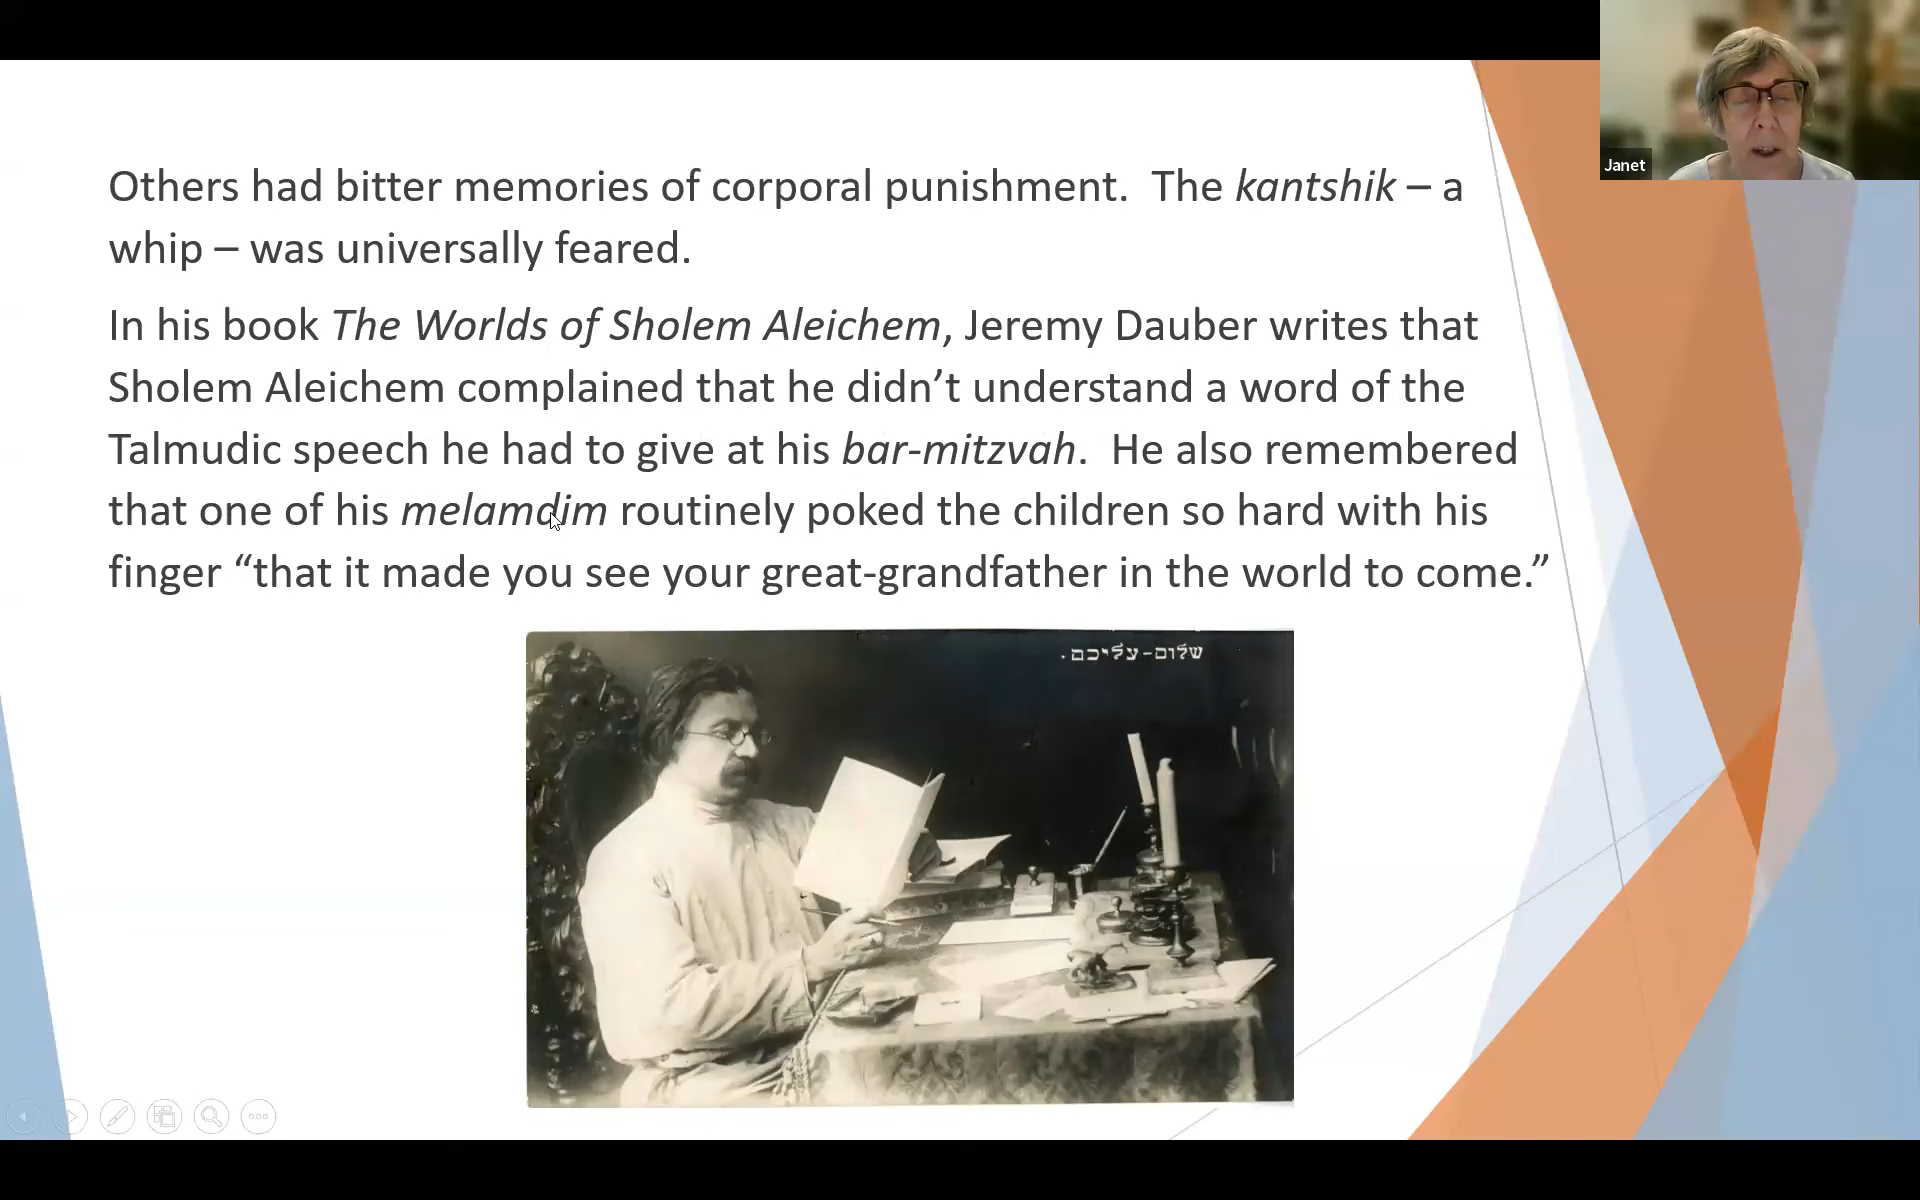 Janet
Others had bitter memories of corporal punishment.  The kantshik – a
whip – was universally feared.
In his book The Worlds of Sholem Aleichem, Jeremy Dauber writes that
Sholem Aleichem complained that he didn’t understand a word of the
Talmudic speech he had to give at his bar-mitzvah.  He also remembered
that one of his melamdim routinely poked the children so hard with his
finger “that it made you see your great-grandfather in the world to come.”
שלום-עליכם.